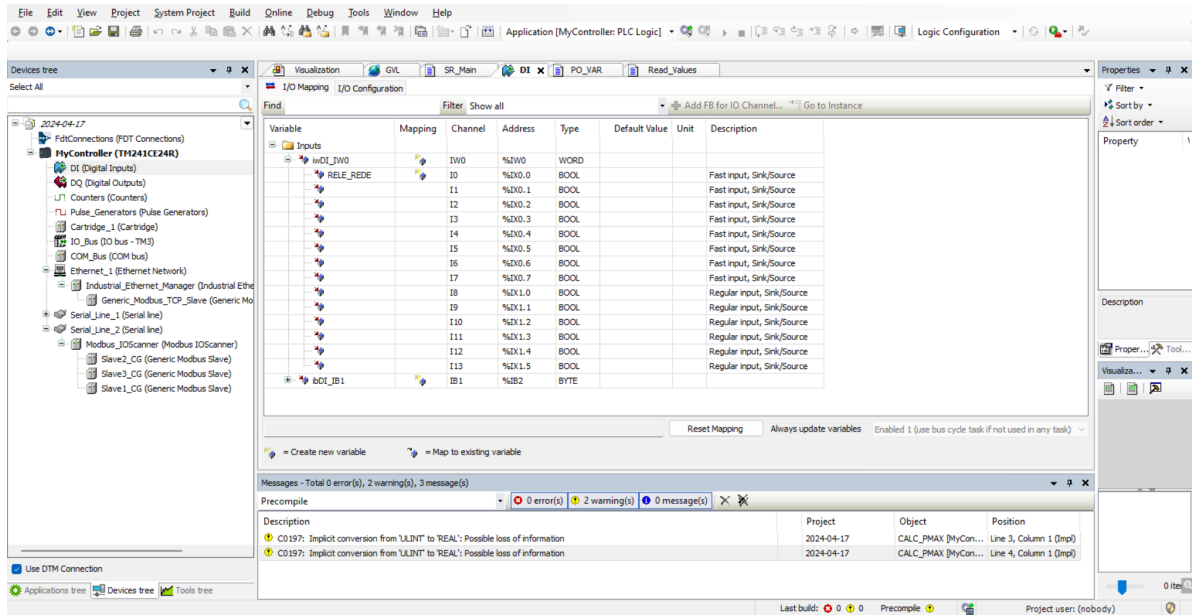 File Edit View Project System Project Build Online Debug Tools Window Help
Application [MyController: PLC Logic]
Logic Configuration
Devices tree
Select All
2024-04-17
FdtConnections (FDT Connections)
MyController (TM241CE24R)
DI (Digital Inputs)
DQ (Digital Outputs)
Counters (Counters)
Pulse_Generators (Pulse Generators)
Cartridge_1 (Cartridge)
IO_Bus (IO bus - TM3)
COM_Bus (COM bus)
Ethernet_1 (Ethernet Network)
Industrial_Ethernet_Manager (Industrial Ethe
Generic_Modbus_TCP_Slave (Generic Mo
Serial_Line_1 (Serial line)
Serial_Line_2 (Serial line)
Modbus_IOScanner (Modbus IOScanner)
Slave2_CG (Generic Modbus Slave)
Slave3_CG (Generic Modbus Slave)
Slave1_CG (Generic Modbus Slave)
Use DTM Connection
Applications tree Devices tree Tools tree
Visualization GVL SR_Main DI PO_VAR Read_Values
I/O Mapping I/O Configuration
Find Filter Show all Add FB for IO Channel... Go to Instance
Variable Mapping Channel Address Type Default Value Unit Description
Inputs
iwDI_IW0 IW0 %IW0 WORD
RELE_REDE I0 %IX0.0 BOOL Fast input, Sink/Source
I1 %IX0.1 BOOL Fast input, Sink/Source
I2 %IX0.2 BOOL Fast input, Sink/Source
I3 %IX0.3 BOOL Fast input, Sink/Source
I4 %IX0.4 BOOL Fast input, Sink/Source
I5 %IX0.5 BOOL Fast input, Sink/Source
I6 %IX0.6 BOOL Fast input, Sink/Source
I7 %IX0.7 BOOL Fast input, Sink/Source
I8 %IX1.0 BOOL Regular input, Sink/Source
I9 %IX1.1 BOOL Regular input, Sink/Source
I10 %IX1.2 BOOL Regular input, Sink/Source
I11 %IX1.3 BOOL Regular input, Sink/Source
I12 %IX1.4 BOOL Regular input, Sink/Source
I13 %IX1.5 BOOL Regular input, Sink/Source
ibDI_IB1 IB1 %IB2 BYTE
Reset Mapping Always update variables Enabled 1 (use bus cycle task if not used in any task)
= Create new variable = Map to existing variable
Messages - Total 0 error(s), 2 warning(s), 3 message(s)
Precompile 0 error(s) 2 warning(s) 0 message(s)
Description Project Object Position
C0197: Implicit conversion from 'ULINT' to 'REAL': Possible loss of information 2024-04-17 CALC_PMAX [MyCon... Line 3, Column 1 (Impl)
C0197: Implicit conversion from 'ULINT' to 'REAL': Possible loss of information 2024-04-17 CALC_PMAX [MyCon... Line 4, Column 1 (Impl)
Properties
Filter
Sort by
Sort order
Property
Description
Proper... Tool...
Visualiza...
0 ite
Last build: 0 0 Precompile Project user: (nobody)